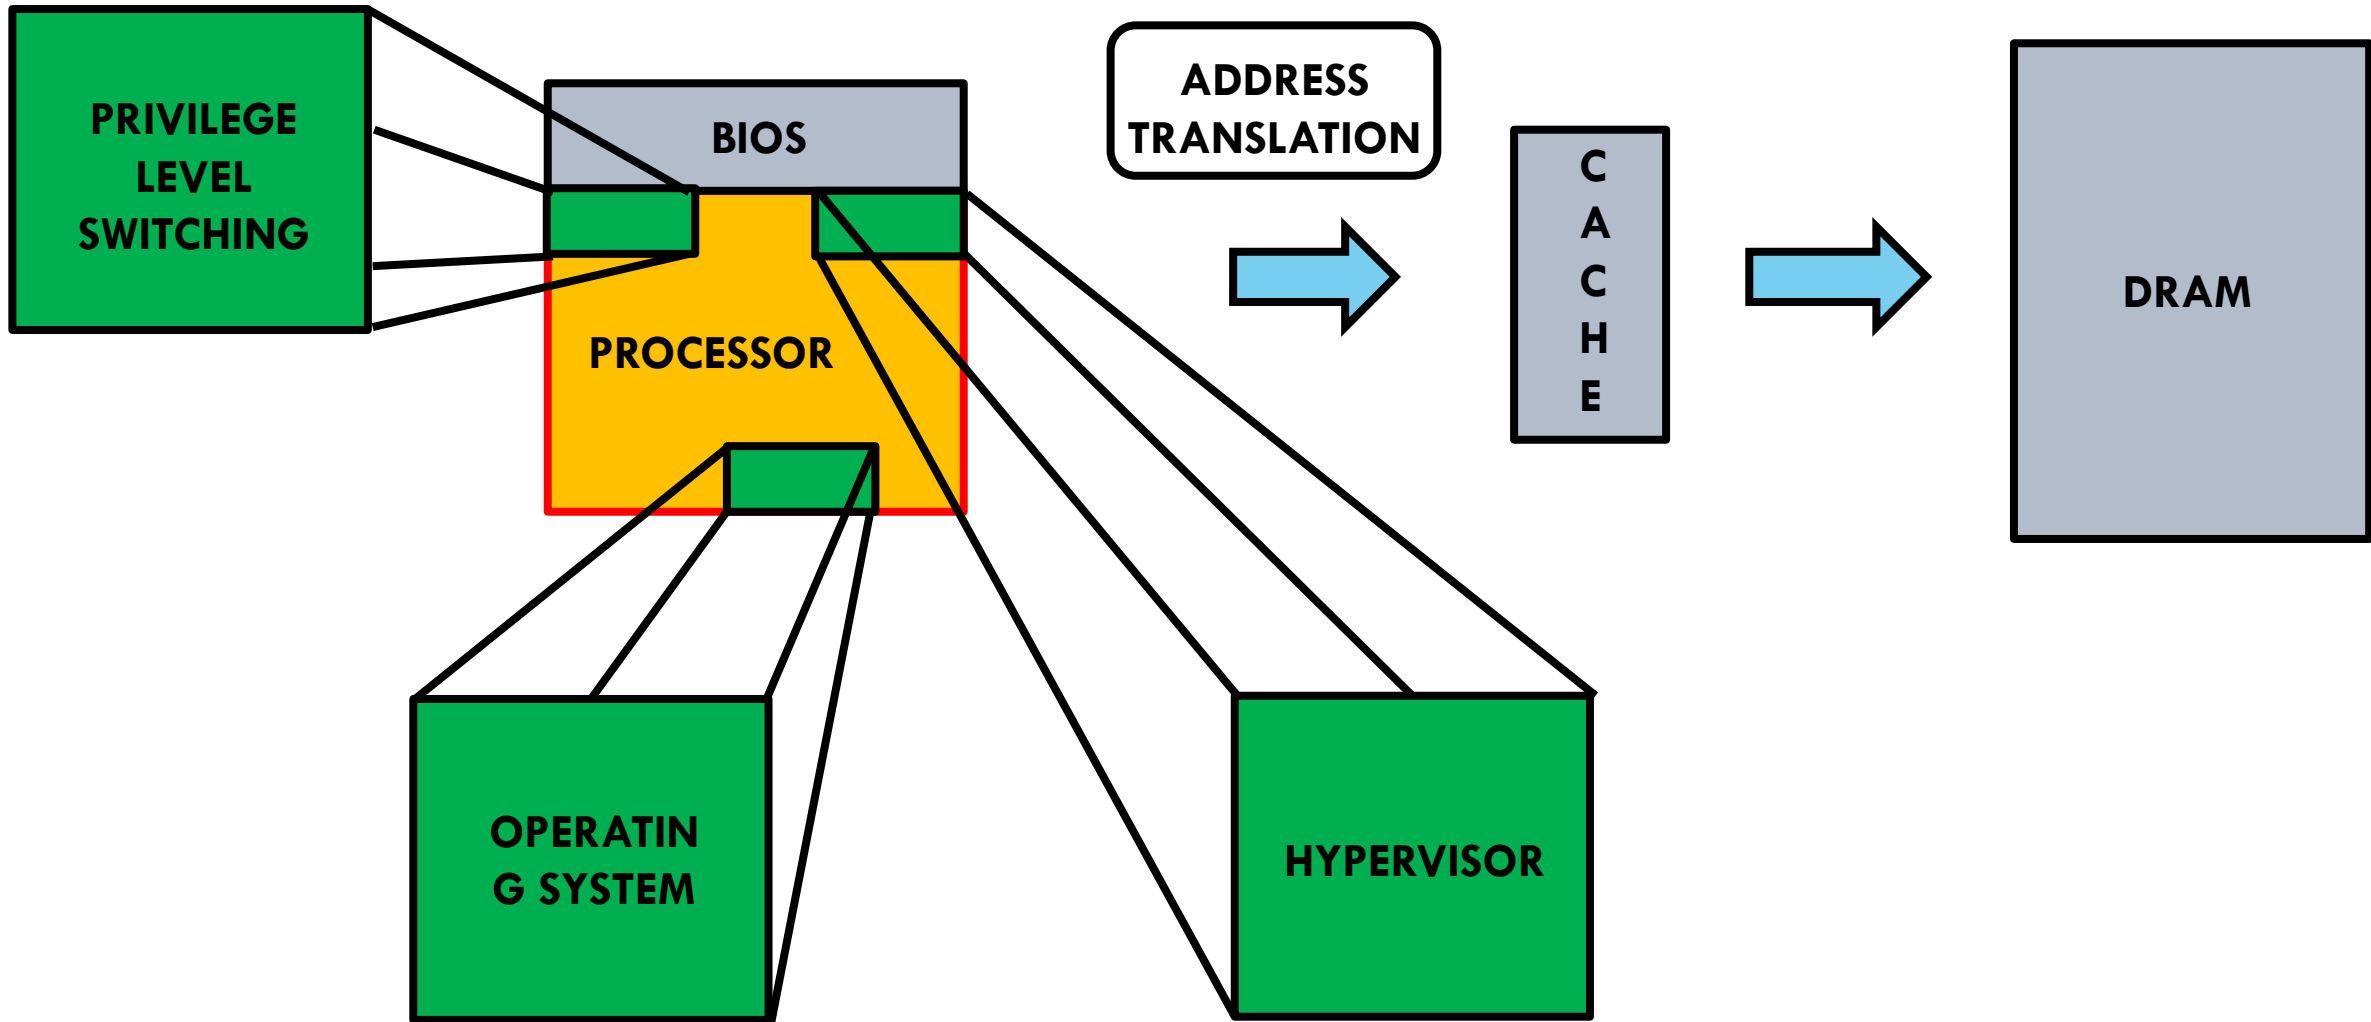 PRIVILEGE
LEVEL
SWITCHING
BIOS
PROCESSOR
ADDRESS
TRANSLATION
C
A
C
H
E
DRAM
OPERATIN
G SYSTEM
HYPERVISOR